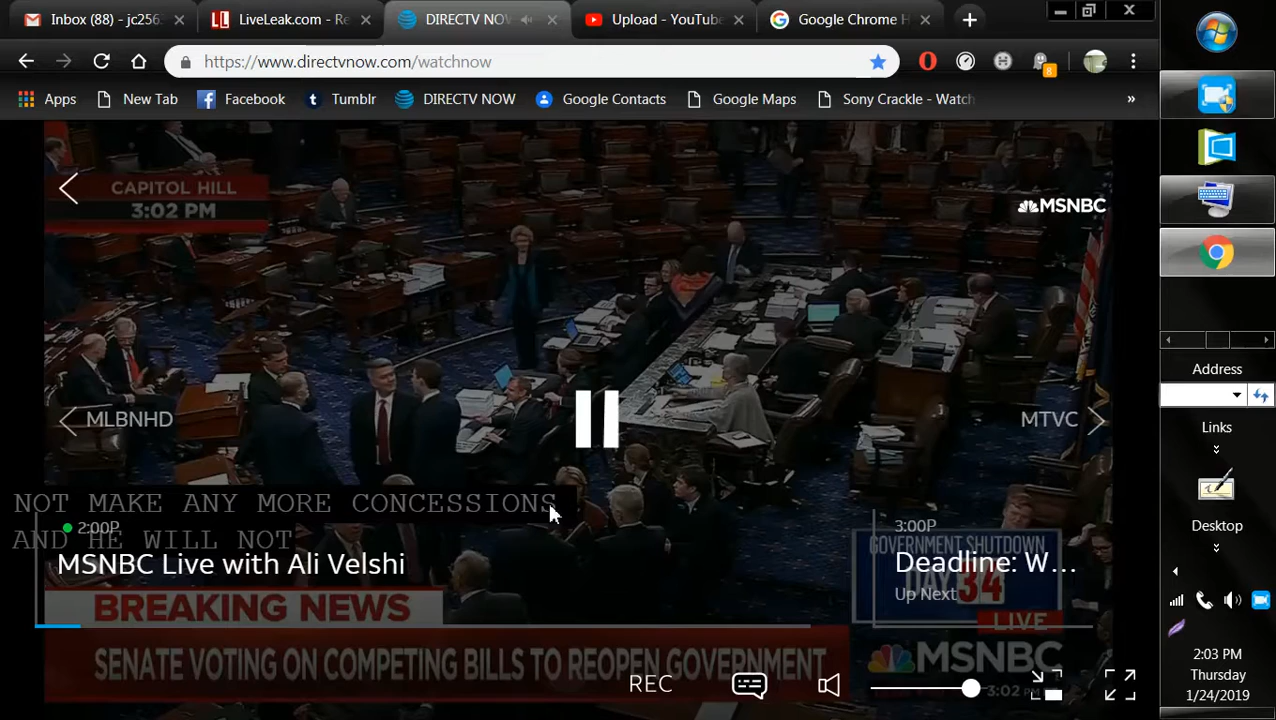 Inbox (88) - jc256.
LiveLeak.com - Re
DIRECTV NOW
Upload - YouTube
Google Chrome H
https://www.directvnow.com/watchnow
8
Apps
New Tab
Facebook
Tumblr
DIRECTV NOW
Google Contacts
Google Maps
Sony Crackle - Watch
»
CAPITOL HILL
3:02 PM
MSNBC
MLBNHD
MTVC
NOT MAKE ANY MORE CONCESSIONS
AND HE WILL NOT
2:00P
MSNBC Live with Ali Velshi
3:00P
Deadline: W...
Up Next
GOVERNMENT SHUTDOWN
DAY 34
LIVE
BREAKING NEWS
SENATE VOTING ON COMPETING BILLS TO REOPEN GOVERNMENT
MSNBC
3:02 PM
REC
Address
Links
Desktop
2:03 PM
Thursday
1/24/2019